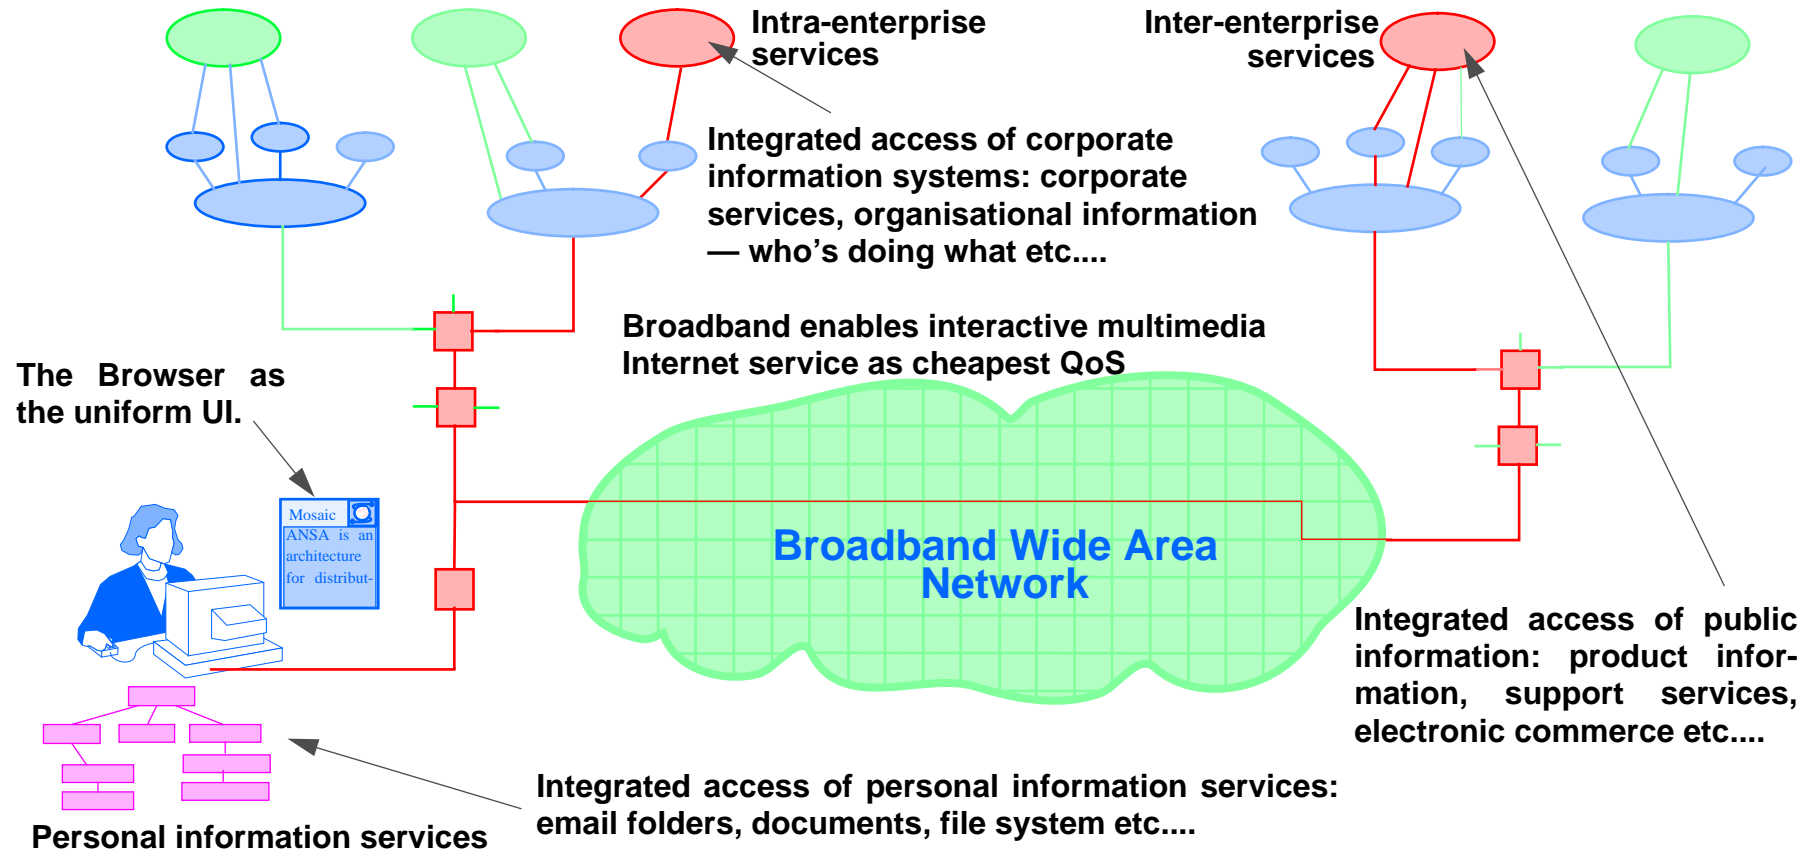 Intra-enterprise
services
Inter-enterprise
services
Integrated access of corporate
information systems: corporate
services, organisational information
— who's doing what etc....
Broadband enables interactive multimedia
Internet service as cheapest QoS
The Browser as
the uniform UI.
Mosaic
ANSA is an
architecture
for distribut-
Broadband Wide Area
Network
Integrated access of public
information: product infor-
mation, support services,
electronic commerce etc....
Integrated access of personal information services:
email folders, documents, file system etc....
Personal information services